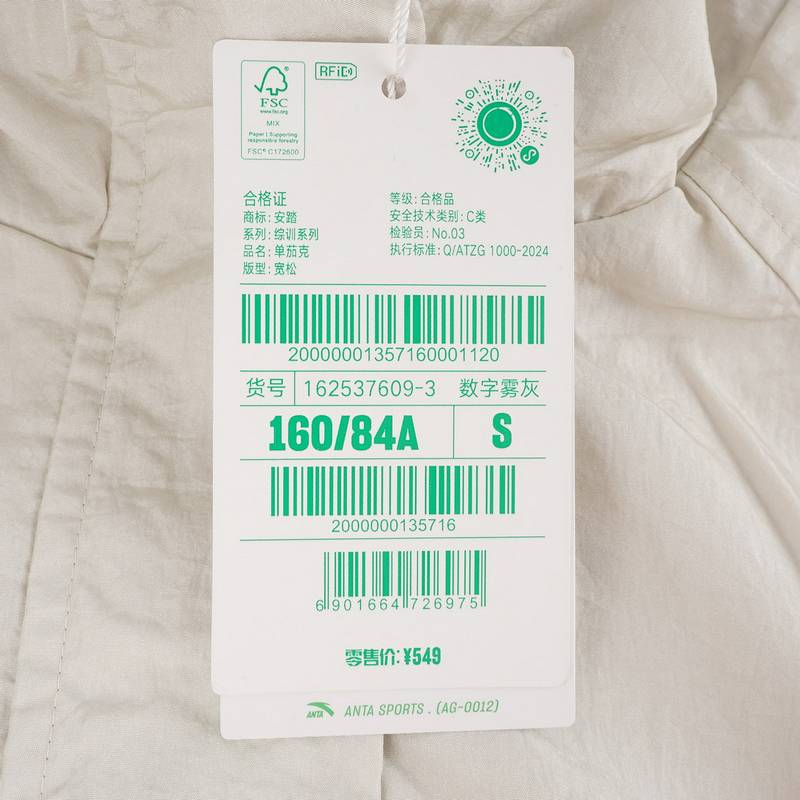 RFiD
FSC
www.fsc.org
MIX
Paper | Supporting
responsible forestry
FSC® C172600
合格证
商标: 安踏
系列: 综训系列
品名: 单茄克
版型: 宽松
等级: 合格品
安全技术类别: C类
检验员: No.03
执行标准: Q/ATZG 1000-2024
20000001357160001120
货号 162537609-3 数字雾灰
160/84A S
2000000135716
6 901664 726975
零售价: ¥549
ANTA ANTA SPORTS . (AG-0012)